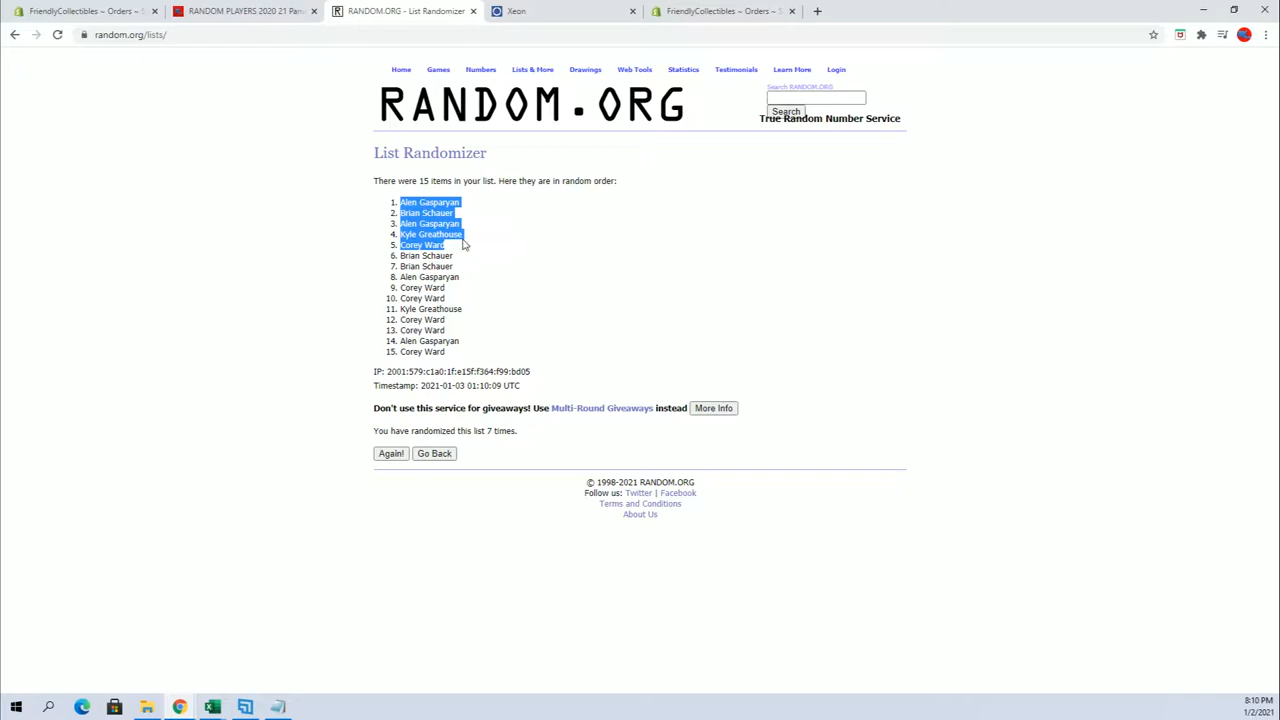 FriendlyCollectibles ~ Orders ~ S
RANDOM PLAYERS 2020 21 Pan
RANDOM.ORG - List Randomizer
Xeon
FriendlyCollectibles ~ Orders ~ S
random.org/lists/
Home Games Numbers Lists & More Drawings Web Tools Statistics Testimonials Learn More Login
Search RANDOM.ORG
RANDOM.ORG
Search
True Random Number Service
List Randomizer
There were 15 items in your list. Here they are in random order:
1. Alen Gasparyan
2. Brian Schauer
3. Alen Gasparyan
4. Kyle Greathouse
5. Corey Ward
6. Brian Schauer
7. Brian Schauer
8. Alen Gasparyan
9. Corey Ward
10. Corey Ward
11. Kyle Greathouse
12. Corey Ward
13. Corey Ward
14. Alen Gasparyan
15. Corey Ward
IP: 2001:579:c1a0:1f:e15f:f364:f99:bd05
Timestamp: 2021-01-03 01:10:09 UTC
Don't use this service for giveaways! Use Multi-Round Giveaways instead More Info
You have randomized this list 7 times.
Again! Go Back
© 1998-2021 RANDOM.ORG
Follow us: Twitter | Facebook
Terms and Conditions
About Us
8:10 PM
1/2/2021